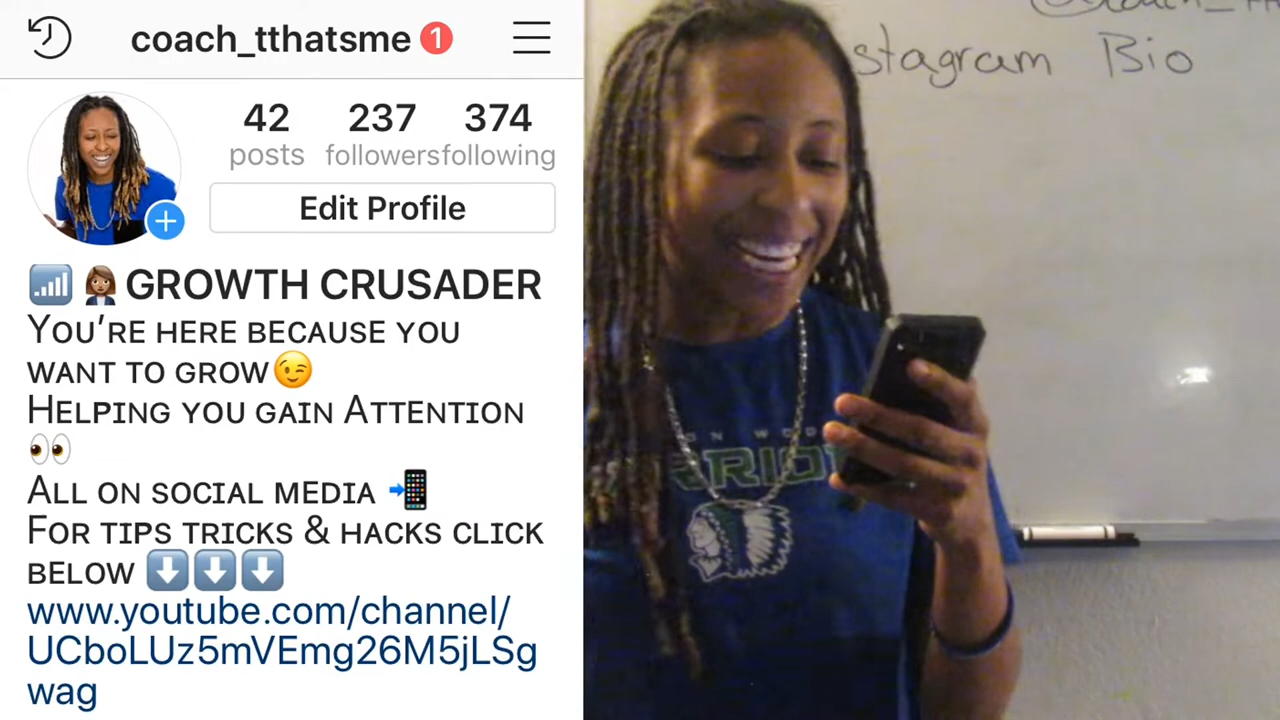 coach_tthatsme 1
42 237 374
posts followers following
Edit Profile
GROWTH CRUSADER
You’re here because you
want to grow😉
Helping you gain Attention
👀
All on social media 📲
For tips tricks & hacks click
below ⬇️⬇️⬇️
www.youtube.com/channel/
UCboLUz5mVEmg26M5jLSg
wag
stagram Bio